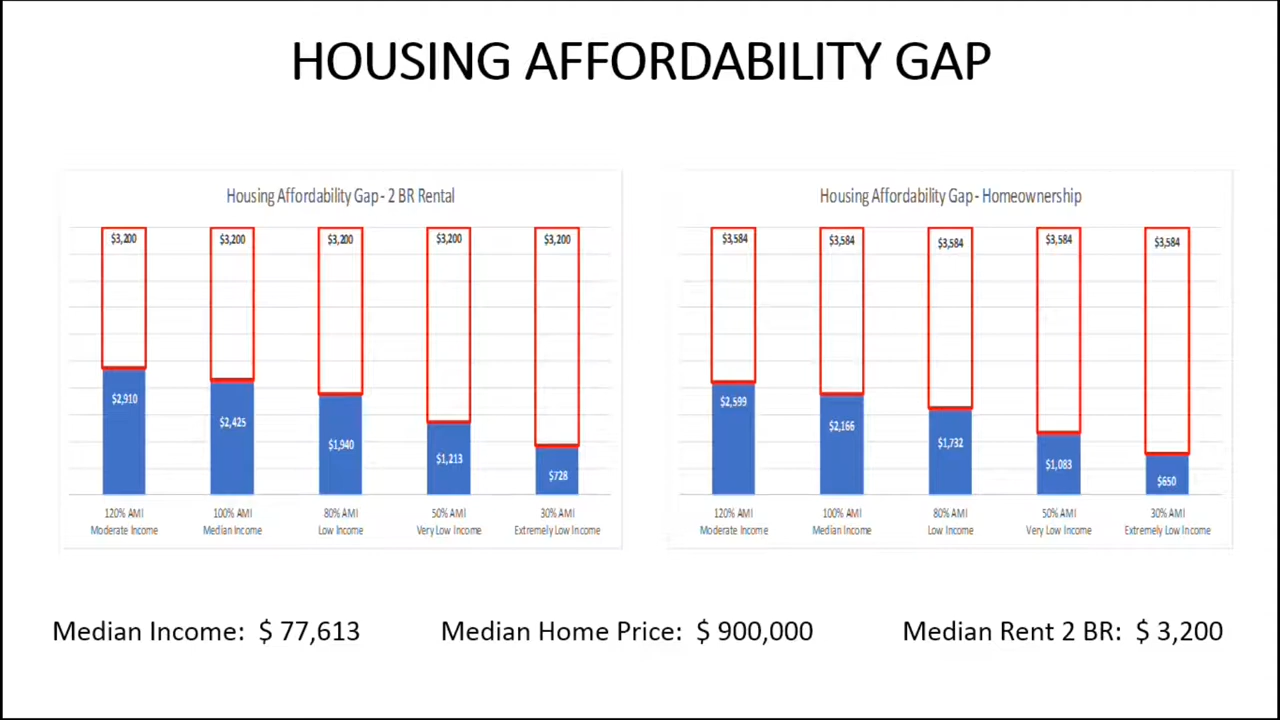 HOUSING AFFORDABILITY GAP
Housing Affordability Gap - 2 BR Rental
$3,200 $3,200 $3,200 $3,200 $3,200
$2,910 $2,425 $1,940 $1,213 $728
120% AMI 100% AMI 80% AMI 50% AMI 30% AMI
Moderate Income Median Income Low Income Very Low Income Extremely Low Income
Housing Affordability Gap - Homeownership
$3,584 $3,584 $3,584 $3,584 $3,584
$2,599 $2,166 $1,732 $1,083 $650
120% AMI 100% AMI 80% AMI 50% AMI 30% AMI
Moderate Income Median Income Low Income Very Low Income Extremely Low Income
Median Income: $ 77,613 Median Home Price: $ 900,000 Median Rent 2 BR: $ 3,200